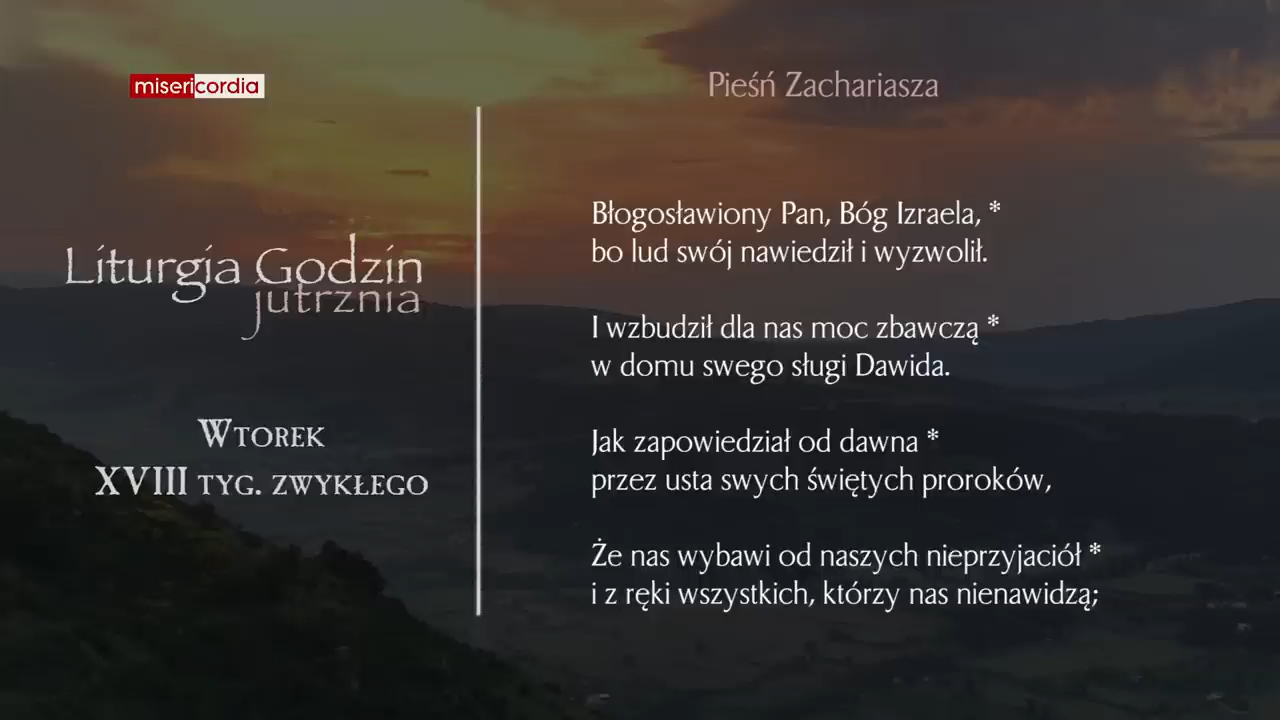 misericordia
Pieśń Zachariasza
Liturgia Godzin
jutrznia
Wtorek
XVIII tyg. zwykłego
Błogosławiony Pan, Bóg Izraela, *
bo lud swój nawiedził i wyzwolił.
I wzbudził dla nas moc zbawczą *
w domu swego sługi Dawida.
Jak zapowiedział od dawna *
przez usta swych świętych proroków,
Że nas wybawi od naszych nieprzyjaciół *
i z ręki wszystkich, którzy nas nienawidzą;